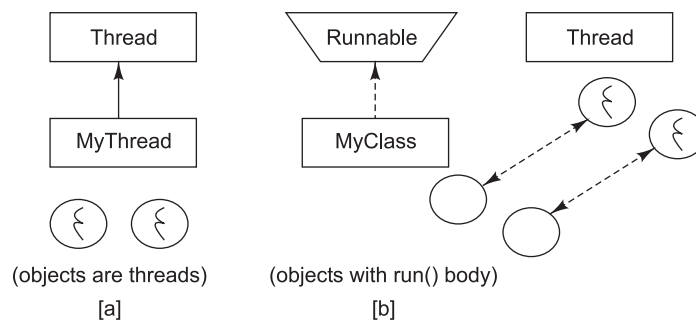 Thread
MyThread
(objects are threads)
[a]
Runnable
Thread
MyClass
(objects with run() body)
[b]